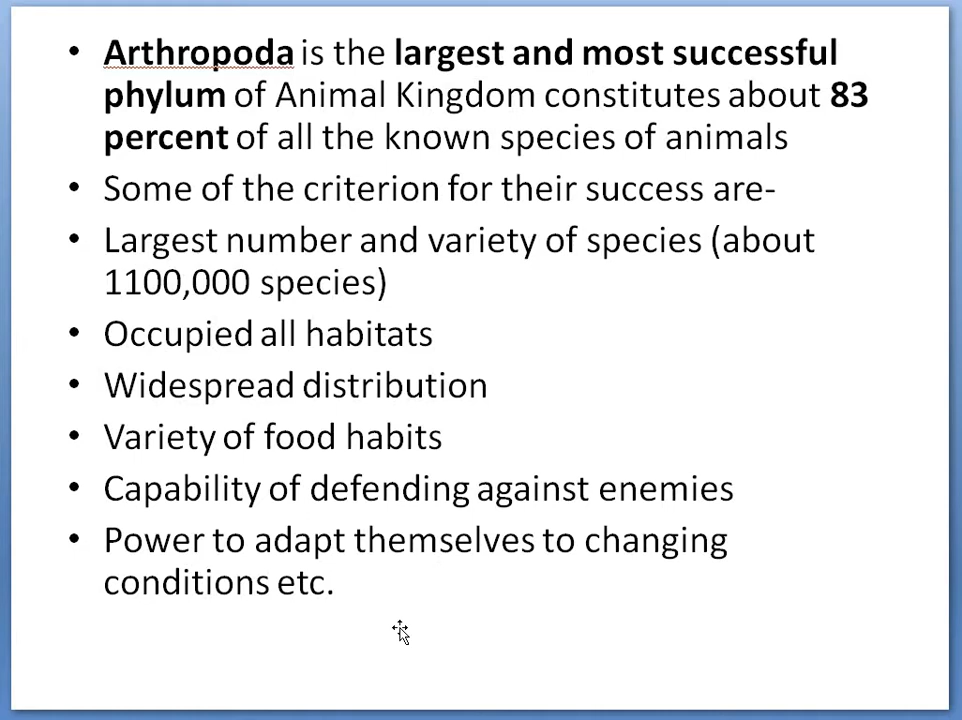 • Arthropoda is the largest and most successful
phylum of Animal Kingdom constitutes about 83
percent of all the known species of animals
• Some of the criterion for their success are-
• Largest number and variety of species (about
1100,000 species)
• Occupied all habitats
• Widespread distribution
• Variety of food habits
• Capability of defending against enemies
• Power to adapt themselves to changing
conditions etc.